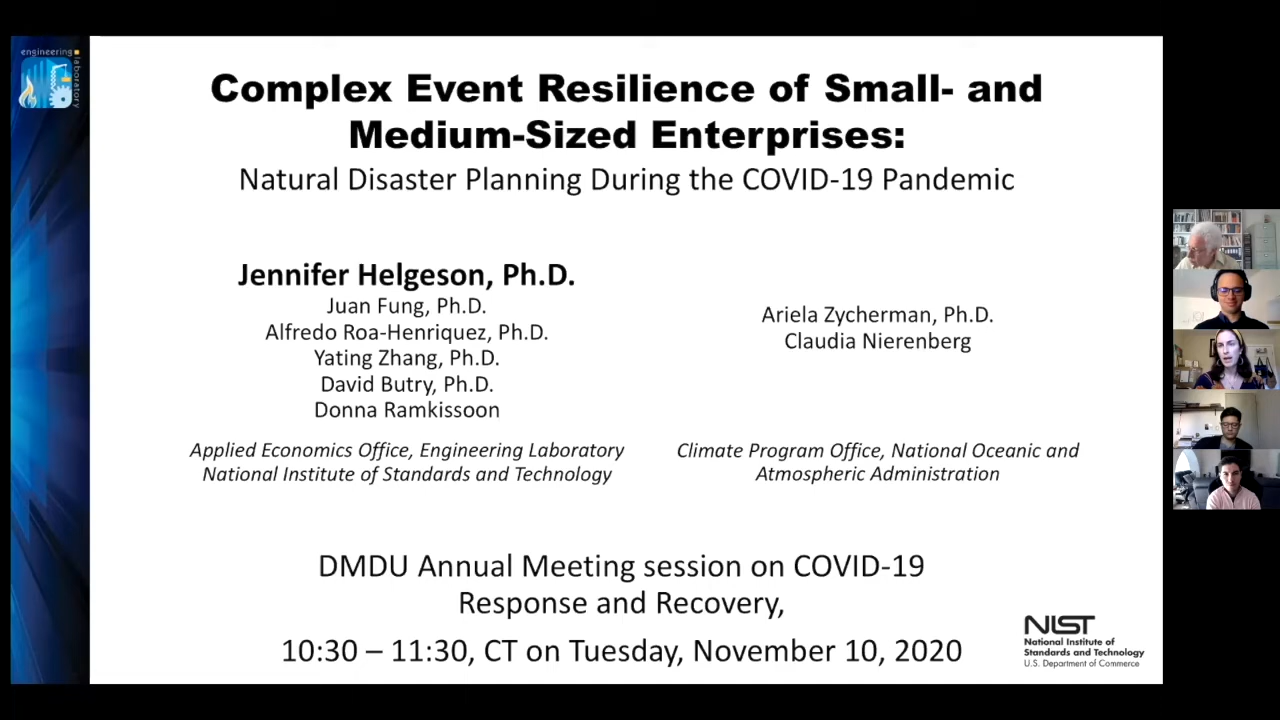 engineering
laboratory
Complex Event Resilience of Small- and
Medium-Sized Enterprises:
Natural Disaster Planning During the COVID-19 Pandemic
Jennifer Helgeson, Ph.D.
Juan Fung, Ph.D.
Alfredo Roa-Henriquez, Ph.D.
Yating Zhang, Ph.D.
David Butry, Ph.D.
Donna Ramkissoon
Applied Economics Office, Engineering Laboratory
National Institute of Standards and Technology
Ariela Zycherman, Ph.D.
Claudia Nierenberg
Climate Program Office, National Oceanic and
Atmospheric Administration
DMDU Annual Meeting session on COVID-19
Response and Recovery,
10:30 – 11:30, CT on Tuesday, November 10, 2020
NIST
National Institute of
Standards and Technology
U.S. Department of Commerce